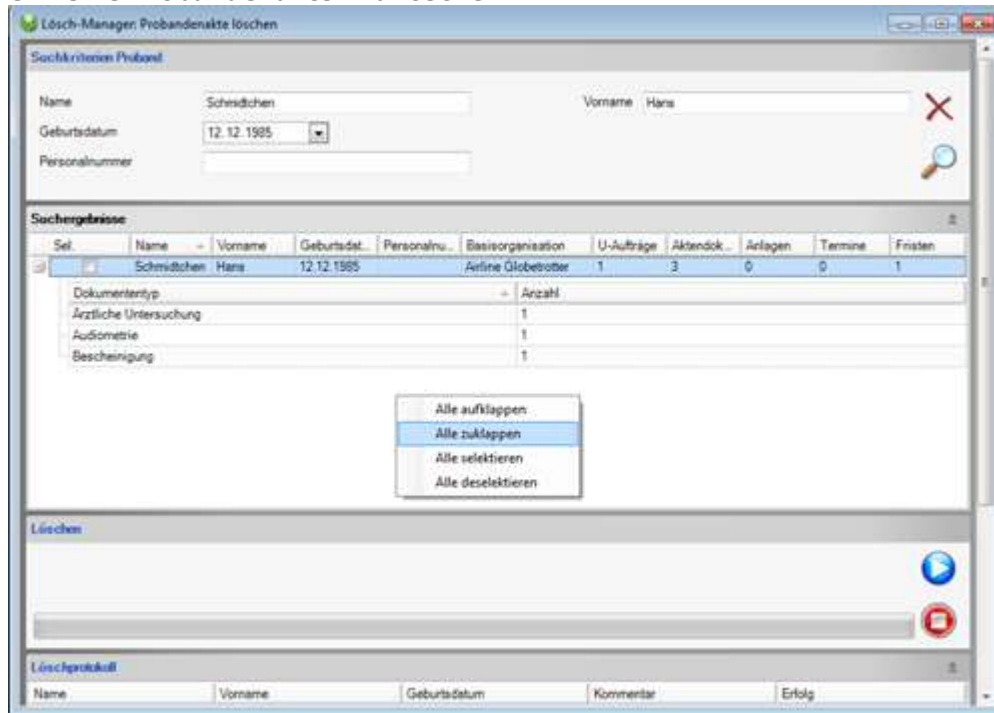 Lösch-Manager: Probandenakte löschen
Suchkriterien Proband
Name Schmidtchen Vorname Hans
Geburtsdatum 12.12.1985
Personalnummer
Suchergebnisse
Sel. Name Vorname Geburtsdat... Personalnu... Basisorganisation U-Aufträge Aktendok... Anlagen Termine Fristen
Schmidtchen Hans 12.12.1985 Airline Globetrotter 1 3 0 0 1
Dokumententyp Anzahl
Ärztliche Untersuchung 1
Audiometrie 1
Bescheinigung 1
Alle aufklappen
Alle zuklappen
Alle selektieren
Alle deselektieren
Löschen
Löschprotokoll
Name Vorname Geburtsdatum Kommentar Erfolg